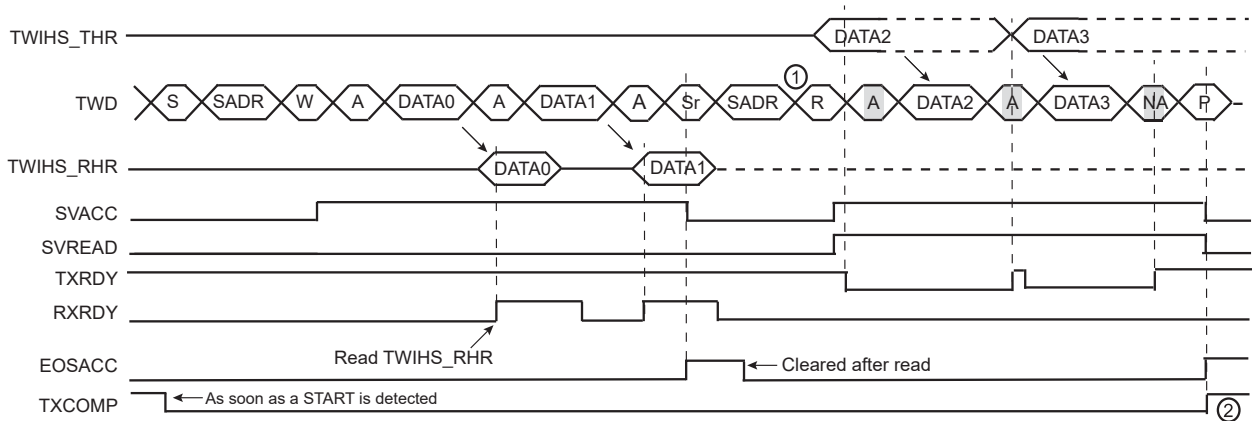 TWIHS_THR DATA2 DATA3
①
TWD S SADR W A DATA0 A DATA1 A Sr SADR R A DATA2 A DATA3 NA P
TWIHS_RHR DATA0 DATA1
SVACC
SVREAD
TXRDY
RXRDY
Read TWIHS_RHR
EOSACC Cleared after read
TXCOMP As soon as a START is detected ②